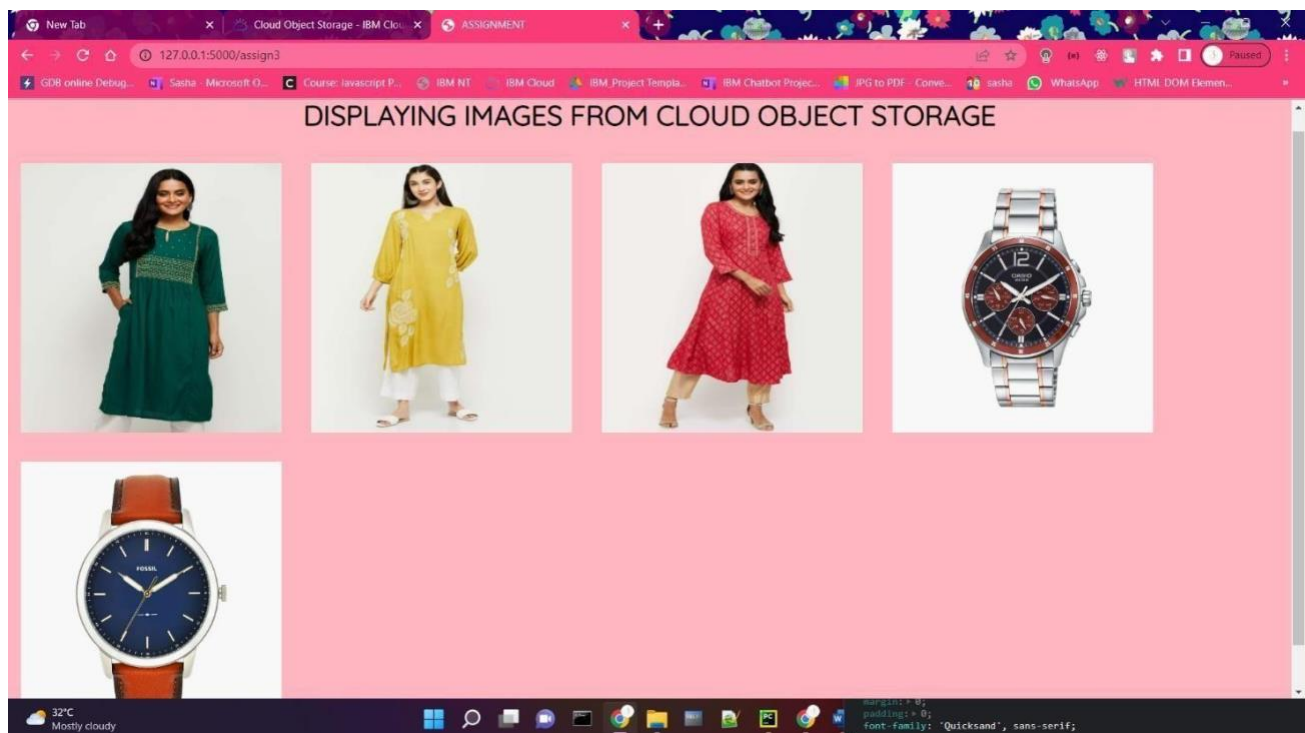 New Tab
Cloud Object Storage - IBM Clou
ASSIGNMENT
127.0.0.1:5000/assign3
Paused
GDB online Debug...
Sasha - Microsoft O...
Course: Javascript P...
IBM NT
IBM Cloud
IBM_Project Templa...
IBM Chatbot Projec...
JPG to PDF - Conve...
sasha
WhatsApp
HTML DOM Elemen...
DISPLAYING IMAGES FROM CLOUD OBJECT STORAGE
12
CASIO
FOSSIL
32°C
Mostly cloudy
margin: 0;
padding: 0;
font-family: 'Quicksand', sans-serif;